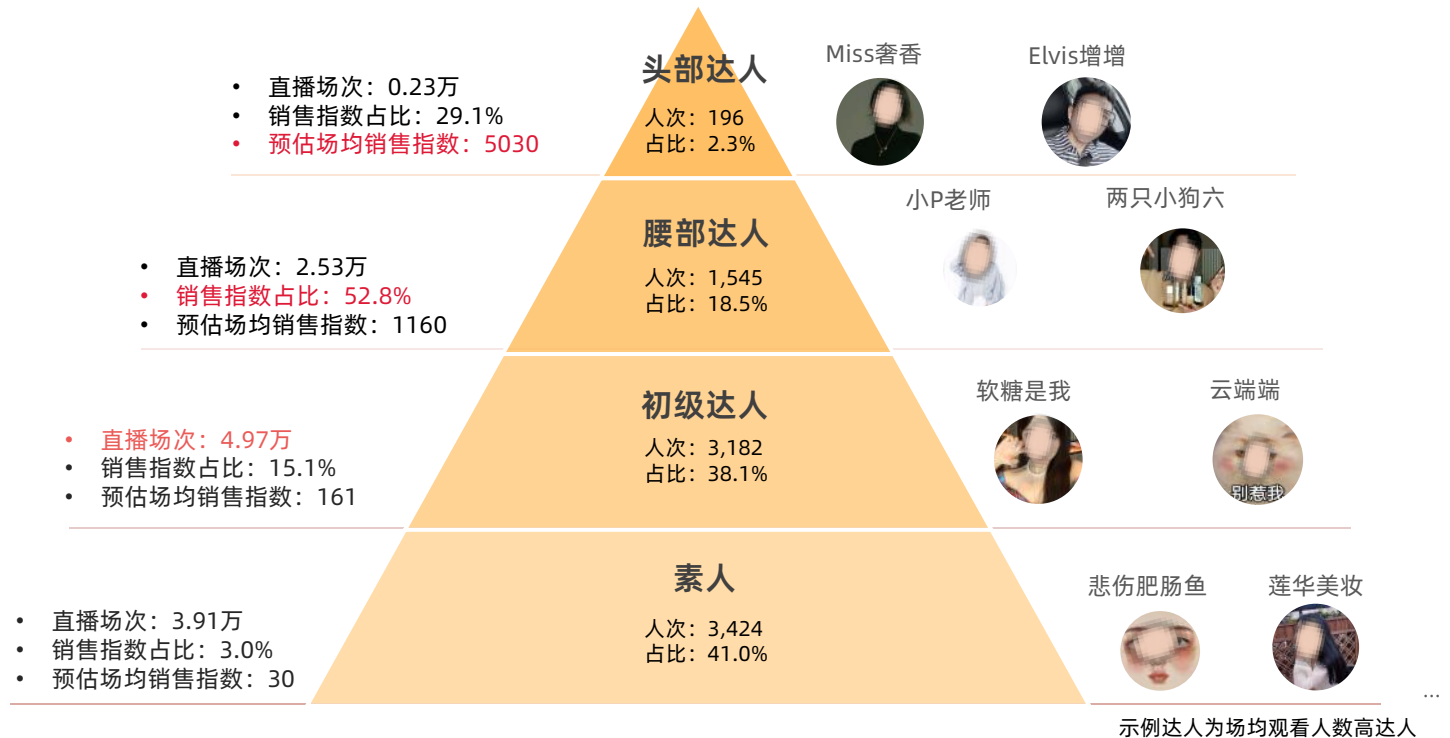 头部达人
人次：196
占比：2.3%
• 直播场次：0.23万
• 销售指数占比：29.1%
• 预估场均销售指数：5030
Miss奢香
Elvis增增
腰部达人
人次：1,545
占比：18.5%
• 直播场次：2.53万
• 销售指数占比：52.8%
• 预估场均销售指数：1160
小P老师
两只小狗六
初级达人
人次：3,182
占比：38.1%
• 直播场次：4.97万
• 销售指数占比：15.1%
• 预估场均销售指数：161
软糖是我
云端端
别惹我
素人
人次：3,424
占比：41.0%
• 直播场次：3.91万
• 销售指数占比：3.0%
• 预估场均销售指数：30
悲伤肥肠鱼
莲华美妆
...
示例达人为场均观看人数高达人